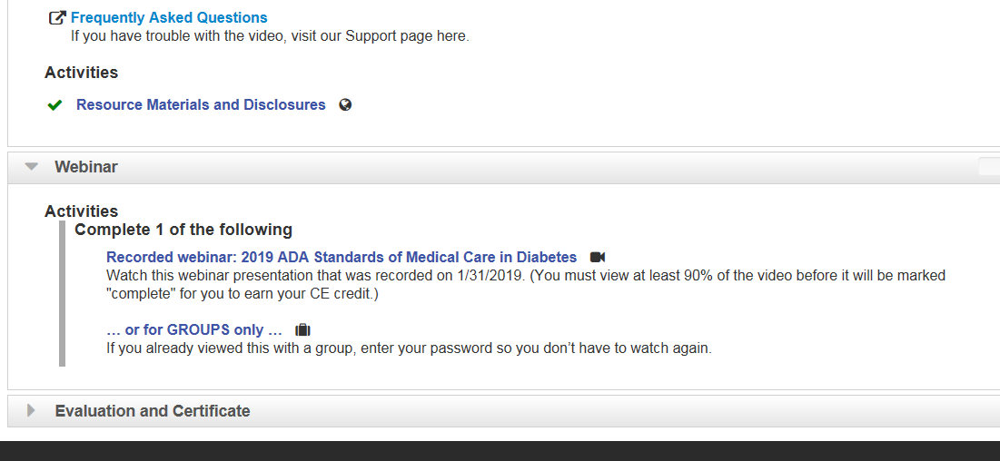 Frequently Asked Questions
If you have trouble with the video, visit our Support page here.
Activities
Resource Materials and Disclosures
Webinar
Activities
Complete 1 of the following
Recorded webinar: 2019 ADA Standards of Medical Care in Diabetes
Watch this webinar presentation that was recorded on 1/31/2019. (You must view at least 90% of the video before it will be marked
"complete" for you to earn your CE credit.)
… or for GROUPS only …
If you already viewed this with a group, enter your password so you don’t have to watch again.
Evaluation and Certificate